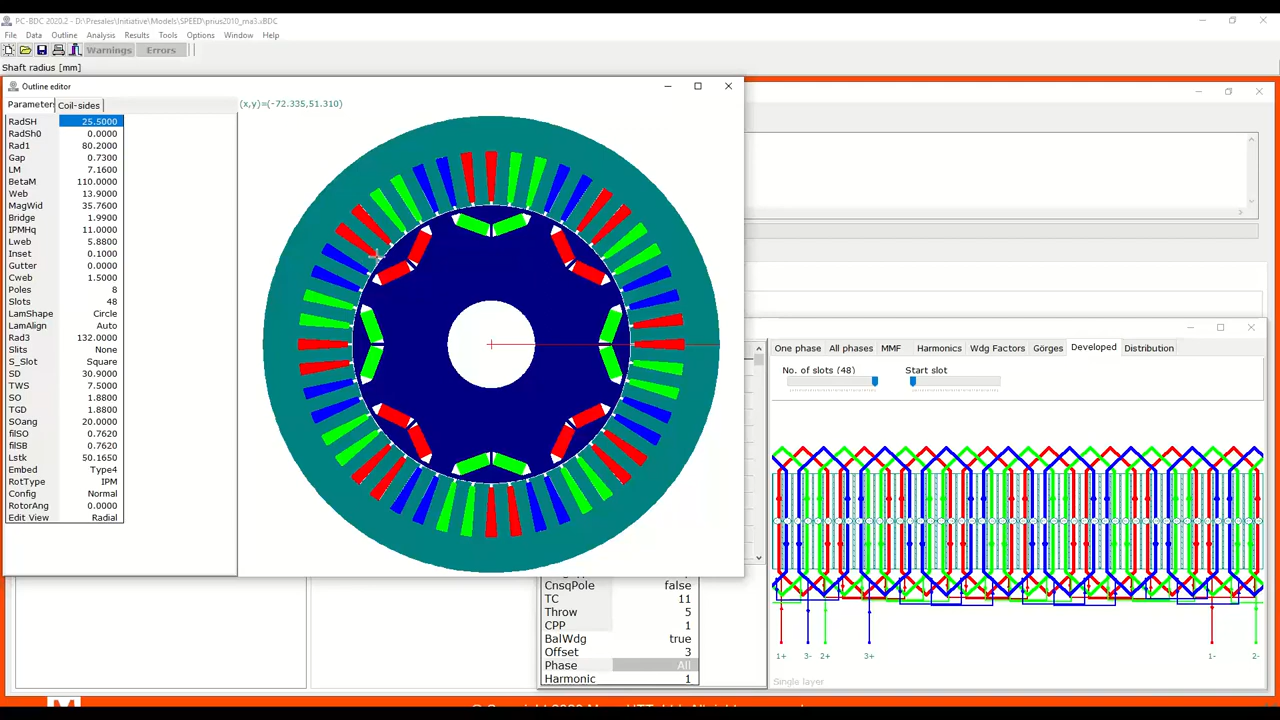 PC-BDC 2020.2 - D:\Presales\Initiative\Models\SPEED\prius2010_ma3.xBDC
File Data Outline Analysis Results Tools Options Window Help
Warnings Errors
Shaft radius [mm]
Outline editor
Parameters Coil-sides
(x,y)=(-72.335,51.310)
RadSH 25.5000
RadSh0 0.0000
Rad1 80.2000
Gap 0.7300
LM 7.1600
BetaM 110.0000
Web 13.9000
MagWid 35.7600
Bridge 1.9900
IPMHq 11.0000
Lweb 5.8800
Inset 0.1000
Gutter 0.0000
Cweb 1.5000
Poles 8
Slots 48
LamShape Circle
LamAlign Auto
Rad3 132.0000
Slits None
S_Slot Square
SD 30.9000
TWS 7.5000
SO 1.8800
TGD 1.8800
SOang 20.0000
filSO 0.7620
filSB 0.7620
Lstk 50.1650
Embed Type4
RotType IPM
Config Normal
RotorAng 0.0000
Edit View Radial
One phase All phases MMF Harmonics Wdg Factors Görges Developed Distribution
No. of slots (48) Start slot
1+ 3- 2+ 3+ 1- 2-
Single layer
CnsqPole false
TC 11
Throw 5
CPP 1
BalWdg true
Offset 3
Phase All
Harmonic 1